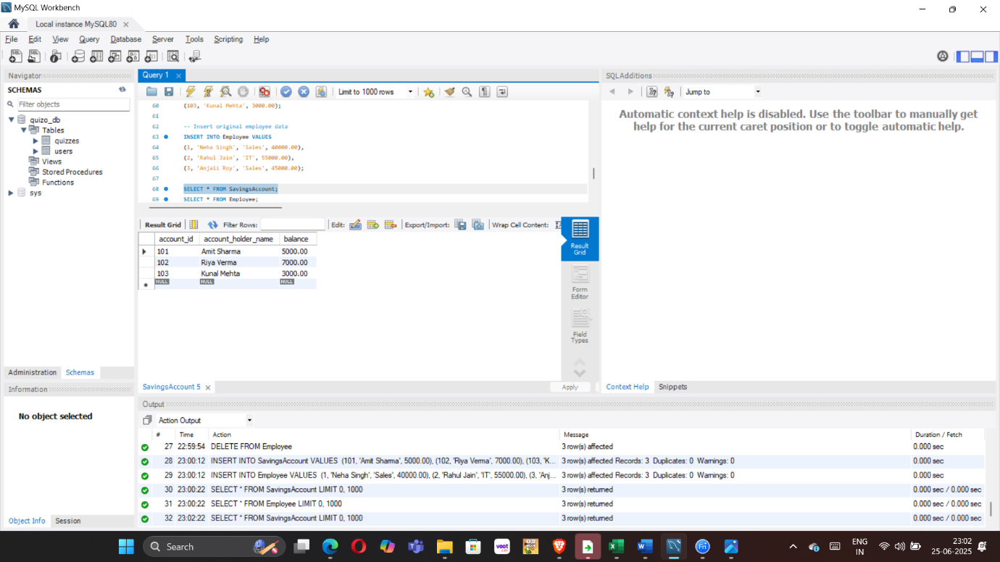 MySQL Workbench
Local instance MySQL80
File Edit View Query Database Server Tools Scripting Help
Navigator
SCHEMAS
Filter objects
quizo_db
Tables
quizzes
users
Views
Stored Procedures
Functions
sys
Administration Schemas
Information
No object selected
Object Info Session
Query 1
Limit to 1000 rows
60 (103, 'Kunal Mehta', 3000.00);
61
62 -- Insert original employee data
63 INSERT INTO Employee VALUES
64 (1, 'Neha Singh', 'Sales', 40000.00),
65 (2, 'Rahul Jain', 'IT', 55000.00),
66 (3, 'Anjali Roy', 'Sales', 45000.00);
67
68 SELECT * FROM SavingsAccount;
69 SELECT * FROM Employee;
Result Grid Filter Rows: Edit: Export/Import: Wrap Cell Content:
account_id account_holder_name balance
101 Amit Sharma 5000.00
102 Riya Verma 7000.00
103 Kunal Mehta 3000.00
NULL NULL NULL
Result
Grid
Form
Editor
Field
Types
SavingsAccount 5
Apply
SQLAdditions
Jump to
Automatic context help is disabled. Use the toolbar to manually get
help for the current caret position or to toggle automatic help.
Context Help Snippets
Output
Action Output
# Time Action Message Duration / Fetch
27 22:59:54 DELETE FROM Employee 3 row(s) affected 0.000 sec
28 23:00:12 INSERT INTO SavingsAccount VALUES (101, 'Amit Sharma', 5000.00), (102, 'Riya Verma', 7000.00), (103, 'K... 3 row(s) affected Records: 3 Duplicates: 0 Warnings: 0 0.000 sec
29 23:00:12 INSERT INTO Employee VALUES (1, 'Neha Singh', 'Sales', 40000.00), (2, 'Rahul Jain', 'IT', 55000.00), (3, 'Anj... 3 row(s) affected Records: 3 Duplicates: 0 Warnings: 0 0.000 sec
30 23:00:22 SELECT * FROM SavingsAccount LIMIT 0, 1000 3 row(s) returned 0.000 sec / 0.000 sec
31 23:00:22 SELECT * FROM Employee LIMIT 0, 1000 3 row(s) returned 0.000 sec / 0.000 sec
32 23:02:22 SELECT * FROM SavingsAccount LIMIT 0, 1000 3 row(s) returned 0.000 sec / 0.000 sec
Search
voot
ENG
IN
23:02
25-06-2025